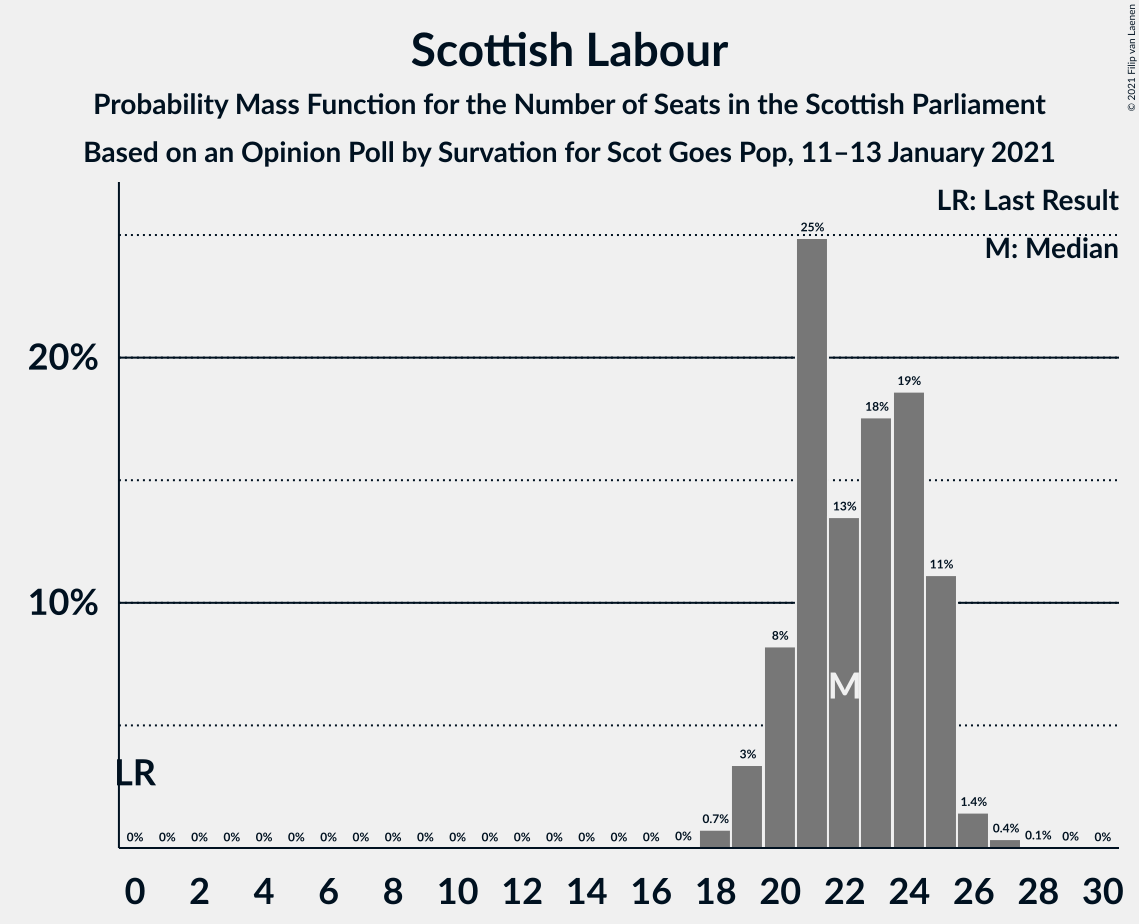 © 2021 Filip van Laenen
Scottish Labour
Probability Mass Function for the Number of Seats in the Scottish Parliament
Based on an Opinion Poll by Survation for Scot Goes Pop, 11–13 January 2021
LR: Last Result
M: Median
25%
20%
19%
18%
13%
11%
10%
8%
M
3%
LR
1.4%
0.7%
0.4%
0% 0% 0% 0% 0% 0% 0% 0% 0% 0% 0% 0% 0% 0% 0% 0% 0% 0% 0.1% 0% 0%
0 2 4 6 8 10 12 14 16 18 20 22 24 26 28 30